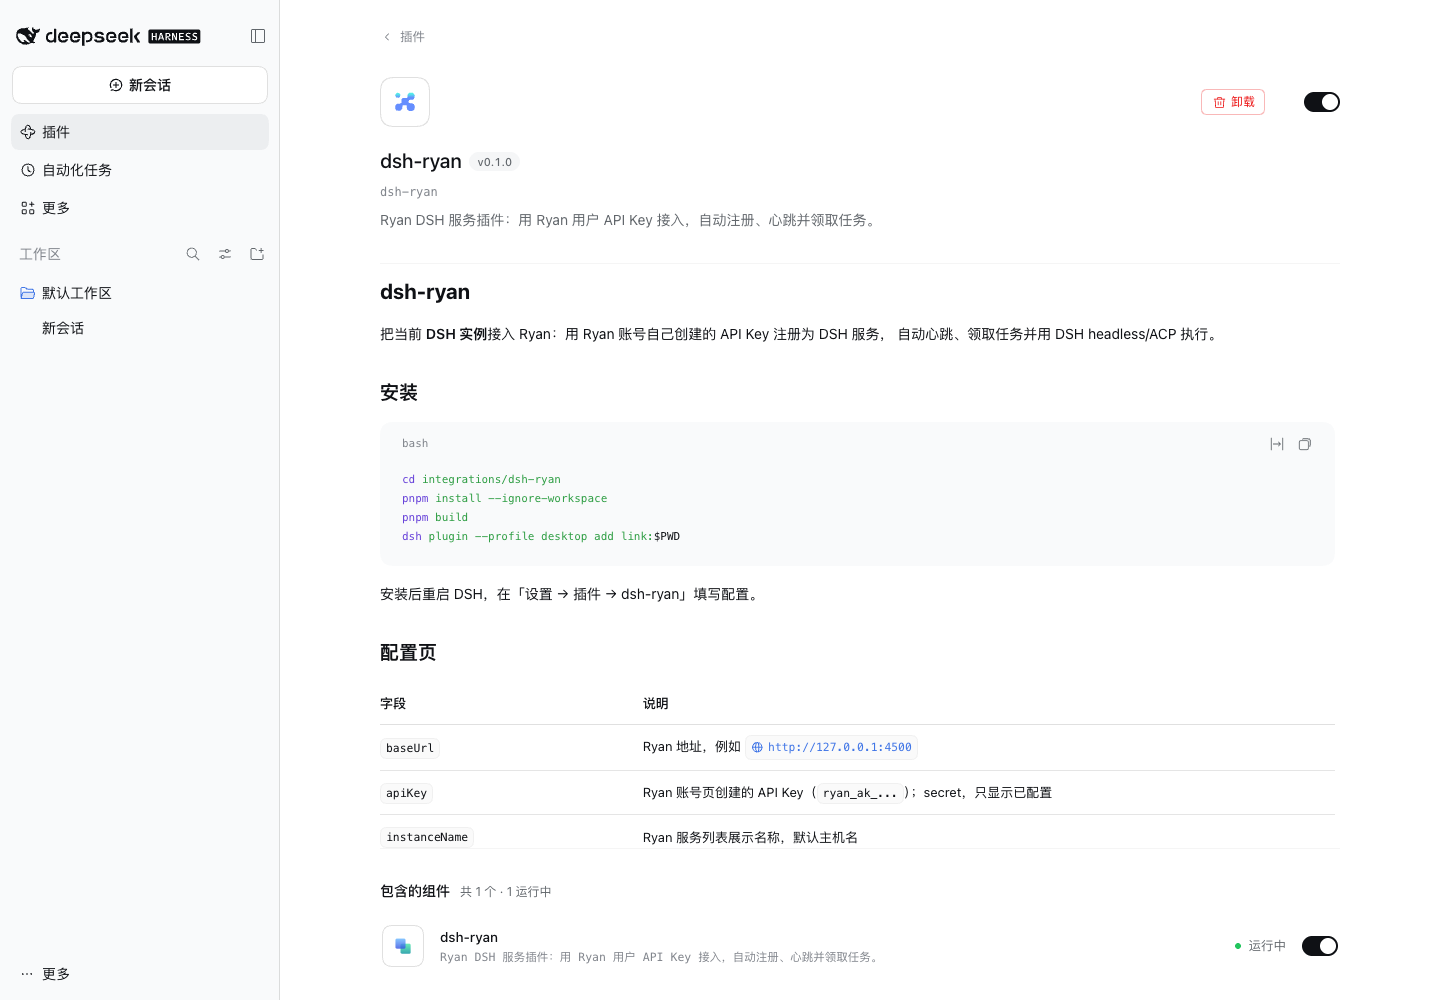 deepseek HARNESS
新会话
插件
自动化任务
更多
工作区
默认工作区
新会话
更多
插件
卸载
dsh-ryan v0.1.0
dsh-ryan
Ryan DSH 服务插件：用 Ryan 用户 API Key 接入，自动注册、心跳并领取任务。
dsh-ryan
把当前 DSH 实例接入 Ryan：用 Ryan 账号自己创建的 API Key 注册为 DSH 服务， 自动心跳、领取任务并用 DSH headless/ACP 执行。
安装
bash
cd integrations/dsh-ryan
pnpm install --ignore-workspace
pnpm build
dsh plugin --profile desktop add link:$PWD
安装后重启 DSH，在「设置 → 插件 → dsh-ryan」填写配置。
配置页
字段 说明
baseUrl Ryan 地址，例如 http://127.0.0.1:4500
apiKey Ryan 账号页创建的 API Key（ryan_ak_...）；secret，只显示已配置
instanceName Ryan 服务列表展示名称，默认主机名
包含的组件 共 1 个 · 1 运行中
dsh-ryan
Ryan DSH 服务插件：用 Ryan 用户 API Key 接入，自动注册、心跳并领取任务。
运行中